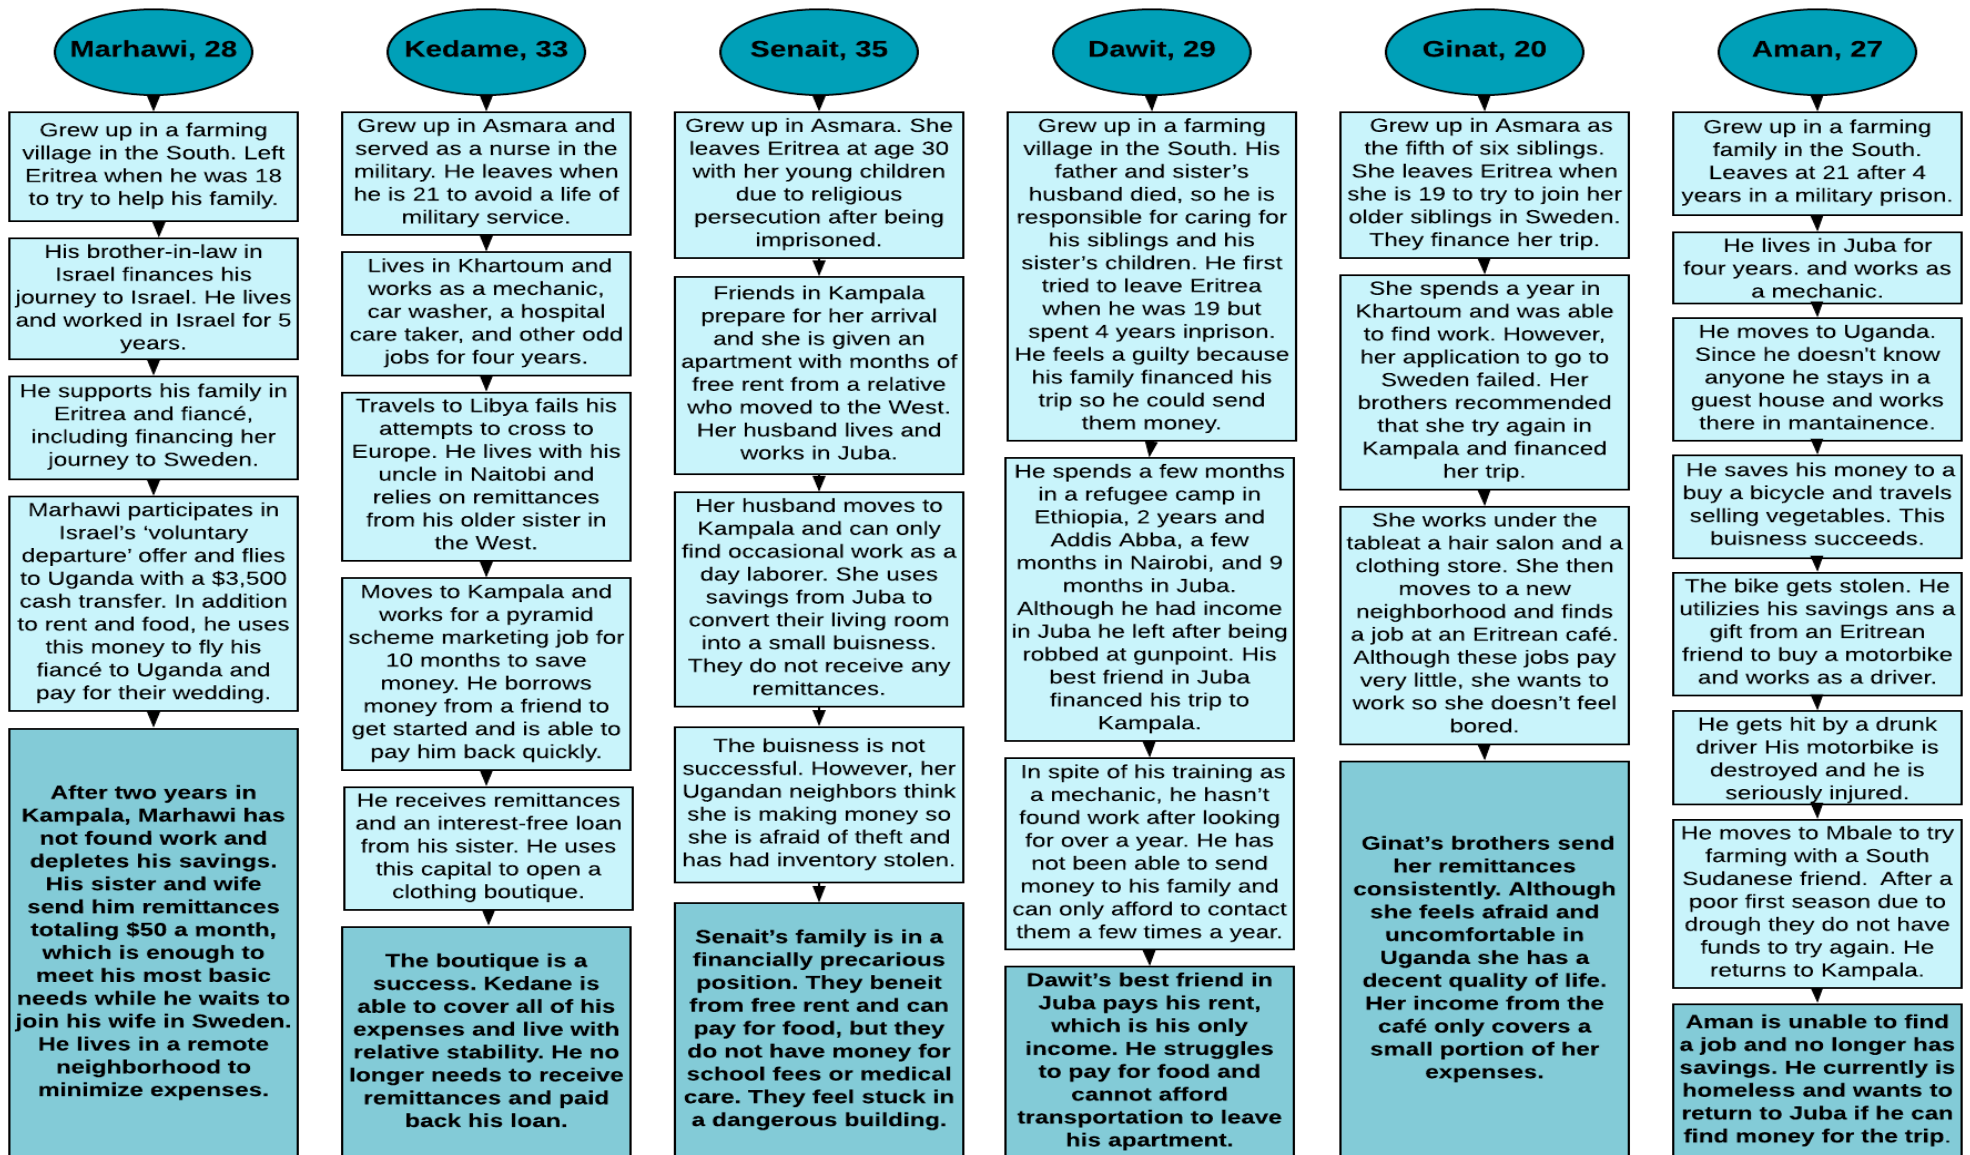 Marhawi, 28
Grew up in a farming
village in the South. Left
Eritrea when he was 18
to try to help his family.
His brother-in-law in
Israel finances his
journey to Israel. He lives
and worked in Israel for 5
years.
He supports his family in
Eritrea and fiancé,
including financing her
journey to Sweden.
Marhawi participates in
Israel's 'voluntary
departure' offer and flies
to Uganda with a $3,500
cash transfer. In addition
to rent and food, he uses
this money to fly his
fiancé to Uganda and
pay for their wedding.
After two years in
Kampala, Marhawi has
not found work and
depletes his savings.
His sister and wife
send him remittances
totaling $50 a month,
which is enough to
meet his most basic
needs while he waits to
join his wife in Sweden.
He lives in a remote
neighborhood to
minimize expenses.
Kedame, 33
Grew up in Asmara and
served as a nurse in the
military. He leaves when
he is 21 to avoid a life of
military service.
Lives in Khartoum and
works as a mechanic,
car washer, a hospital
care taker, and other odd
jobs for four years.
Travels to Libya fails his
attempts to cross to
Europe. He lives with his
uncle in Naitobi and
relies on remittances
from his older sister in
the West.
Moves to Kampala and
works for a pyramid
scheme marketing job for
10 months to save
money. He borrows
money from a friend to
get started and is able to
pay him back quickly.
He receives remittances
and an interest-free loan
from his sister. He uses
this capital to open a
clothing boutique.
The boutique is a
success. Kedane is
able to cover all of his
expenses and live with
relative stability. He no
longer needs to receive
remittances and paid
back his loan.
Senait, 35
Grew up in Asmara. She
leaves Eritrea at age 30
with her young children
due to religious
persecution after being
imprisoned.
Friends in Kampala
prepare for her arrival
and she is given an
apartment with months of
free rent from a relative
who moved to the West.
Her husband lives and
works in Juba.
Her husband moves to
Kampala and can only
find occasional work as a
day laborer. She uses
savings from Juba to
convert their living room
into a small buisness.
They do not receive any
remittances.
The buisness is not
successful. However, her
Ugandan neighbors think
she is making money so
she is afraid of theft and
has had inventory stolen.
Senait's family is in a
financially precarious
position. They beneit
from free rent and can
pay for food, but they
do not have money for
school fees or medical
care. They feel stuck in
a dangerous building.
Dawit, 29
Grew up in a farming
village in the South. His
father and sister's
husband died, so he is
responsible for caring for
his siblings and his
sister's children. He first
tried to leave Eritrea
when he was 19 but
spent 4 years inprison.
He feels a guilty because
his family financed his
trip so he could send
them money.
He spends a few months
in a refugee camp in
Ethiopia, 2 years and
Addis Abba, a few
months in Nairobi, and 9
months in Juba.
Although he had income
in Juba he left after being
robbed at gunpoint. His
best friend in Juba
financed his trip to
Kampala.
In spite of his training as
a mechanic, he hasn't
found work after looking
for over a year. He has
not been able to send
money to his family and
can only afford to contact
them a few times a year.
Dawit's best friend in
Juba pays his rent,
which is his only
income. He struggles
to pay for food and
cannot afford
transportation to leave
his apartment.
Ginat, 20
Grew up in Asmara as
the fifth of six siblings.
She leaves Eritrea when
she is 19 to try to join her
older siblings in Sweden.
They finance her trip.
She spends a year in
Khartoum and was able
to find work. However,
her application to go to
Sweden failed. Her
brothers recommended
that she try again in
Kampala and financed
her trip.
She works under the
tableat a hair salon and a
clothing store. She then
moves to a new
neighborhood and finds
a job at an Eritrean café.
Although these jobs pay
very little, she wants to
work so she doesn't feel
bored.
Ginat's brothers send
her remittances
consistently. Although
she feels afraid and
uncomfortable in
Uganda she has a
decent quality of life.
Her income from the
café only covers a
small portion of her
expenses.
Aman, 27
Grew up in a farming
family in the South.
Leaves at 21 after 4
years in a military prison.
He lives in Juba for
four years. and works as
a mechanic.
He moves to Uganda.
Since he doesn't know
anyone he stays in a
guest house and works
there in mantainence.
He saves his money to a
buy a bicycle and travels
selling vegetables. This
buisness succeeds.
The bike gets stolen. He
utilizies his savings ans a
gift from an Eritrean
friend to buy a motorbike
and works as a driver.
He gets hit by a drunk
driver His motorbike is
destroyed and he is
seriously injured.
He moves to Mbale to try
farming with a South
Sudanese friend. After a
poor first season due to
drough they do not have
funds to try again. He
returns to Kampala.
Aman is unable to find
a job and no longer has
savings. He currently is
homeless and wants to
return to Juba if he can
find money for the trip.